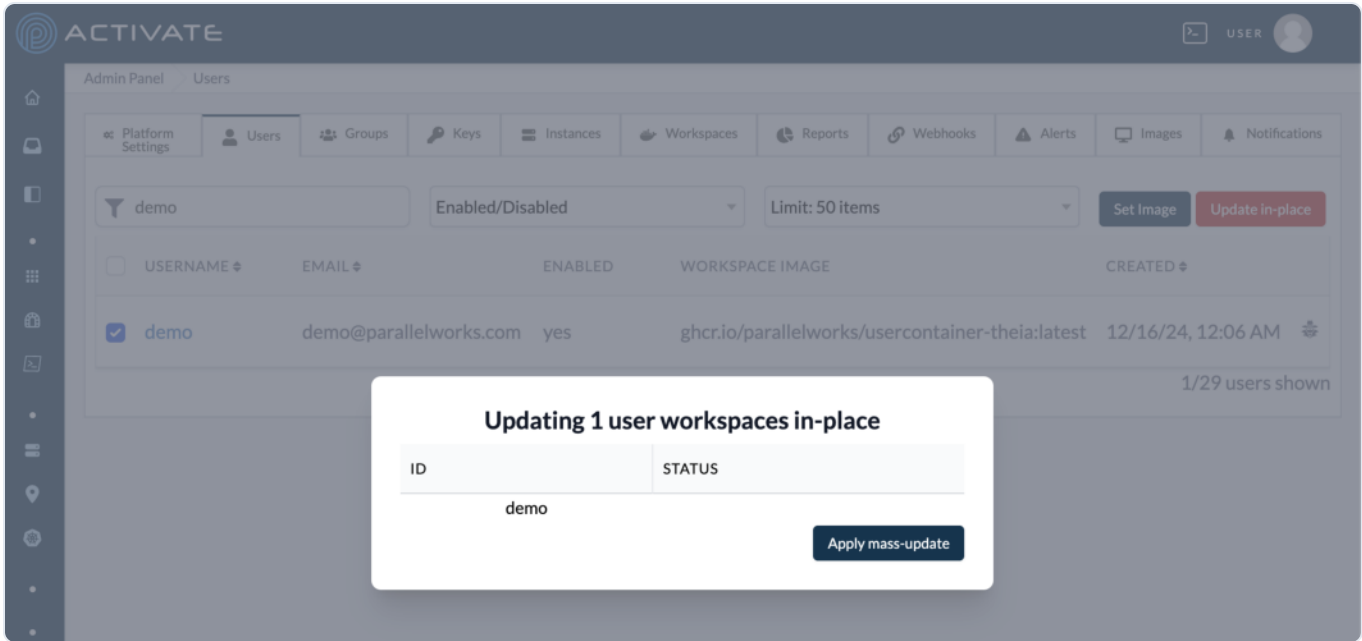 ACTIVATE
USER
Admin Panel Users
Platform Settings Users Groups Keys Instances Workspaces Reports Webhooks Alerts Images Notifications
demo Enabled/Disabled Limit: 50 items Set Image Update in-place
USERNAME EMAIL ENABLED WORKSPACE IMAGE CREATED
demo demo@parallelworks.com yes ghcr.io/parallelworks/usercontainer-theia:latest 12/16/24, 12:06 AM
1/29 users shown
Updating 1 user workspaces in-place
ID STATUS
demo
Apply mass-update